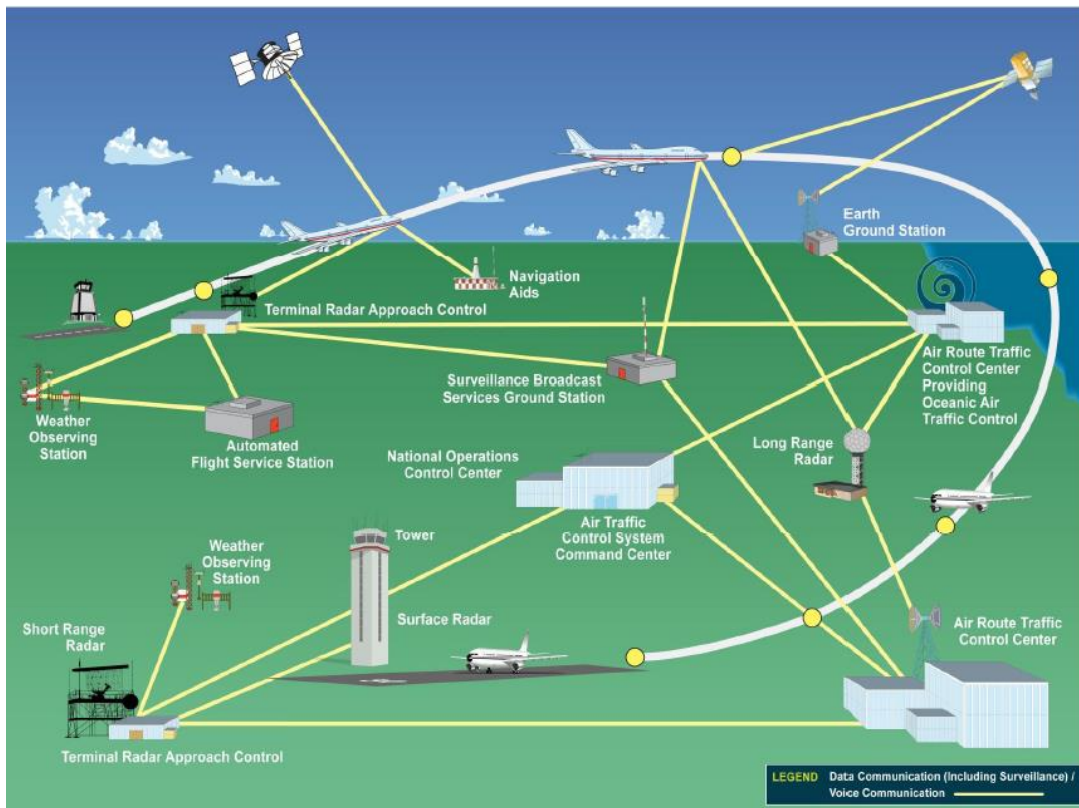 Earth
Ground Station
Navigation
Aids
Terminal Radar Approach Control
Air Route Traffic
Control Center
Providing
Oceanic Air
Traffic Control
Surveillance Broadcast
Services Ground Station
Weather
Observing
Station
Automated
Flight Service Station
Long Range
Radar
National Operations
Control Center
Air Traffic
Control System
Command Center
Tower
Weather
Observing
Station
Surface Radar
Short Range
Radar
Air Route Traffic
Control Center
Terminal Radar Approach Control
LEGEND Data Communication (Including Surveillance) /
Voice Communication